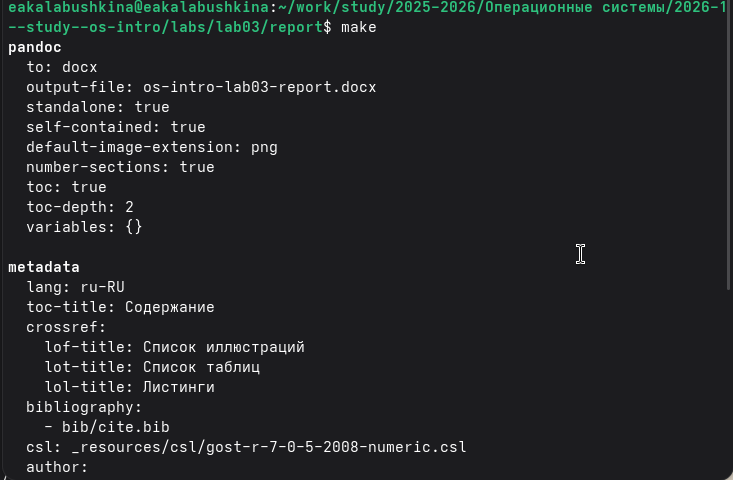 eakalabushkina@eakalabushkina:~/work/study/2025-2026/Операционные системы/2026-1
--study--os-intro/labs/lab03/report$ make
pandoc
  to: docx
  output-file: os-intro-lab03-report.docx
  standalone: true
  self-contained: true
  default-image-extension: png
  number-sections: true
  toc: true
  toc-depth: 2
  variables: {}

metadata
  lang: ru-RU
  toc-title: Содержание
  crossref:
    lof-title: Список иллюстраций
    lot-title: Список таблиц
    lol-title: Листинги
  bibliography:
    - bib/cite.bib
  csl: _resources/csl/gost-r-7-0-5-2008-numeric.csl
  author: